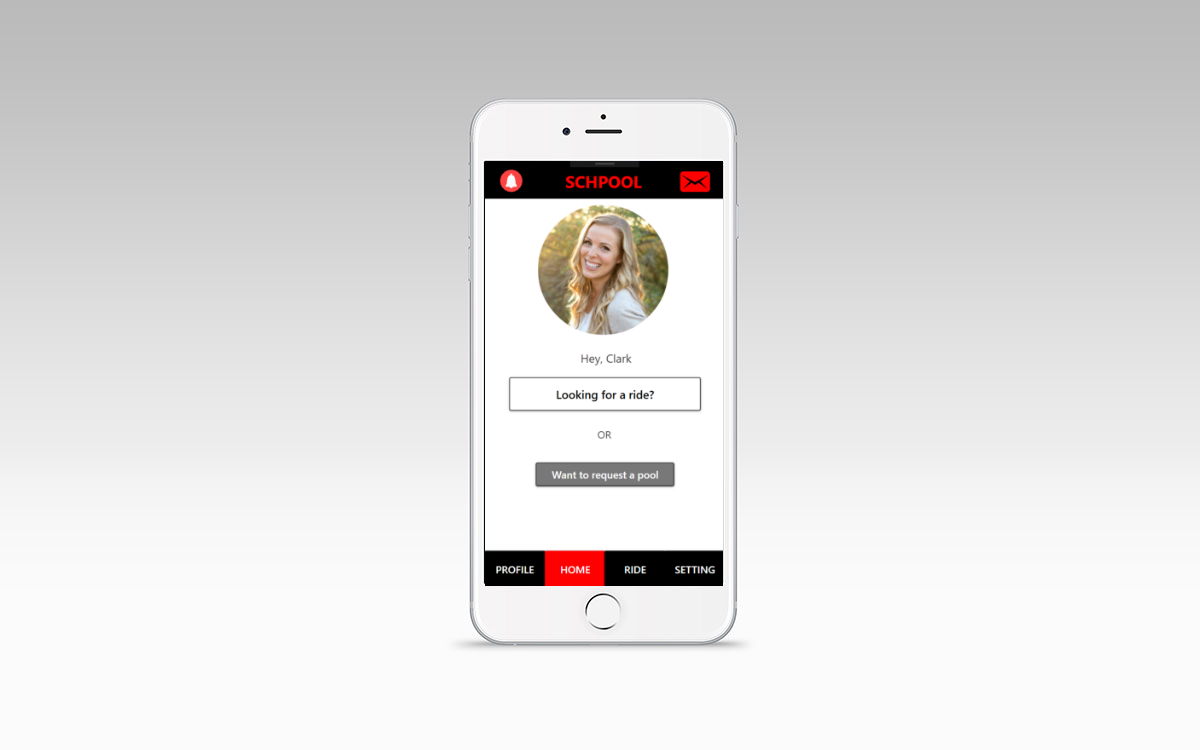 SCHPOOL
Hey, Clark
Looking for a ride?
OR
Want to request a pool
PROFILE HOME RIDE SETTING